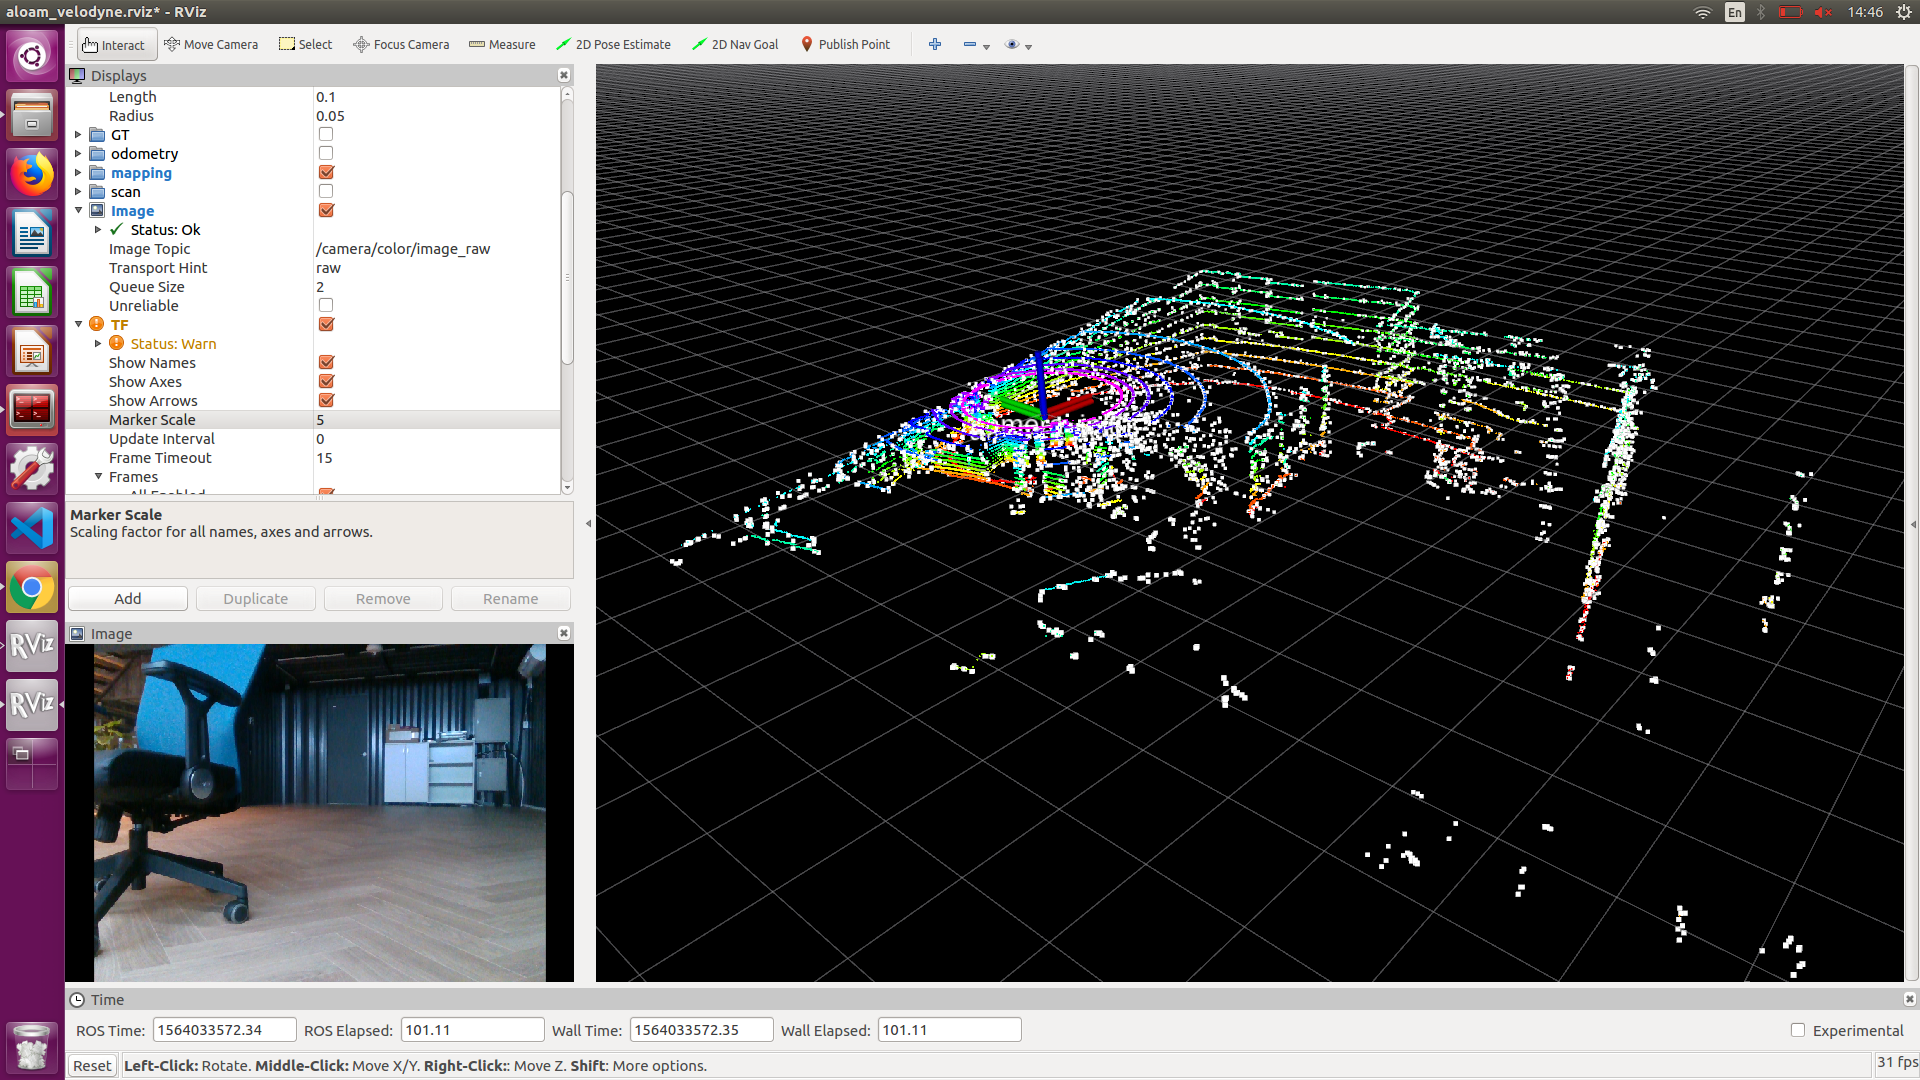 aloam_velodyne.rviz* - RViz
En
14:46
Interact
Move Camera
Select
Focus Camera
Measure
2D Pose Estimate
2D Nav Goal
Publish Point
Displays
Length 0.1
Radius 0.05
GT
odometry
mapping
scan
Image
Status: Ok
Image Topic /camera/color/image_raw
Transport Hint raw
Queue Size 2
Unreliable
TF
Status: Warn
Show Names
Show Axes
Show Arrows
Marker Scale 5
Update Interval 0
Frame Timeout 15
Frames
All Enabled
Marker Scale
Scaling factor for all names, axes and arrows.
Add
Duplicate
Remove
Rename
Image
RViz
RViz
Time
ROS Time: 1564033572.34
ROS Elapsed: 101.11
Wall Time: 1564033572.35
Wall Elapsed: 101.11
Experimental
Reset
Left-Click: Rotate. Middle-Click: Move X/Y. Right-Click:: Move Z. Shift: More options.
31 fps